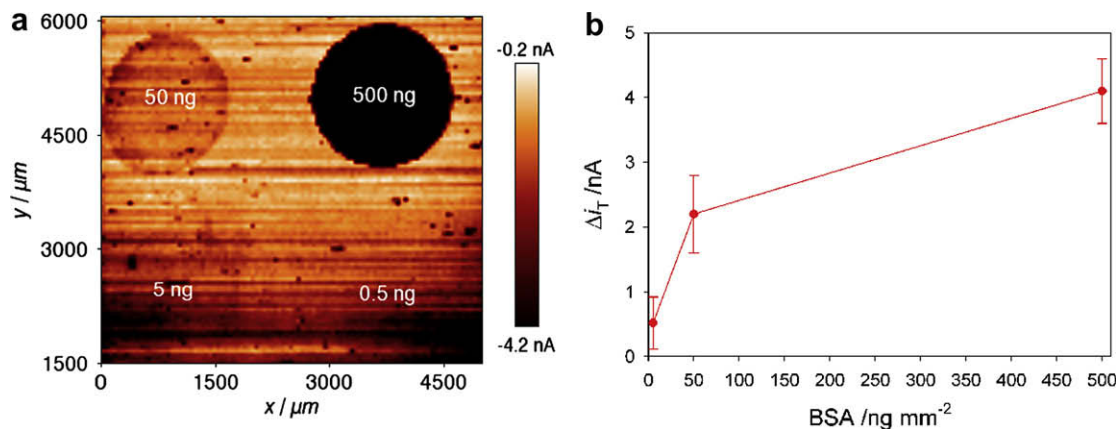 a
6000
4500
3000
1500
y / µm
0
1500
3000
4500
x / µm
50 ng
500 ng
5 ng
0.5 ng
-0.2 nA
-4.2 nA
b
5
4
3
2
1
0
ΔiT /nA
0 50 100 150 200 250 300 350 400 450 500
BSA /ng mm⁻²